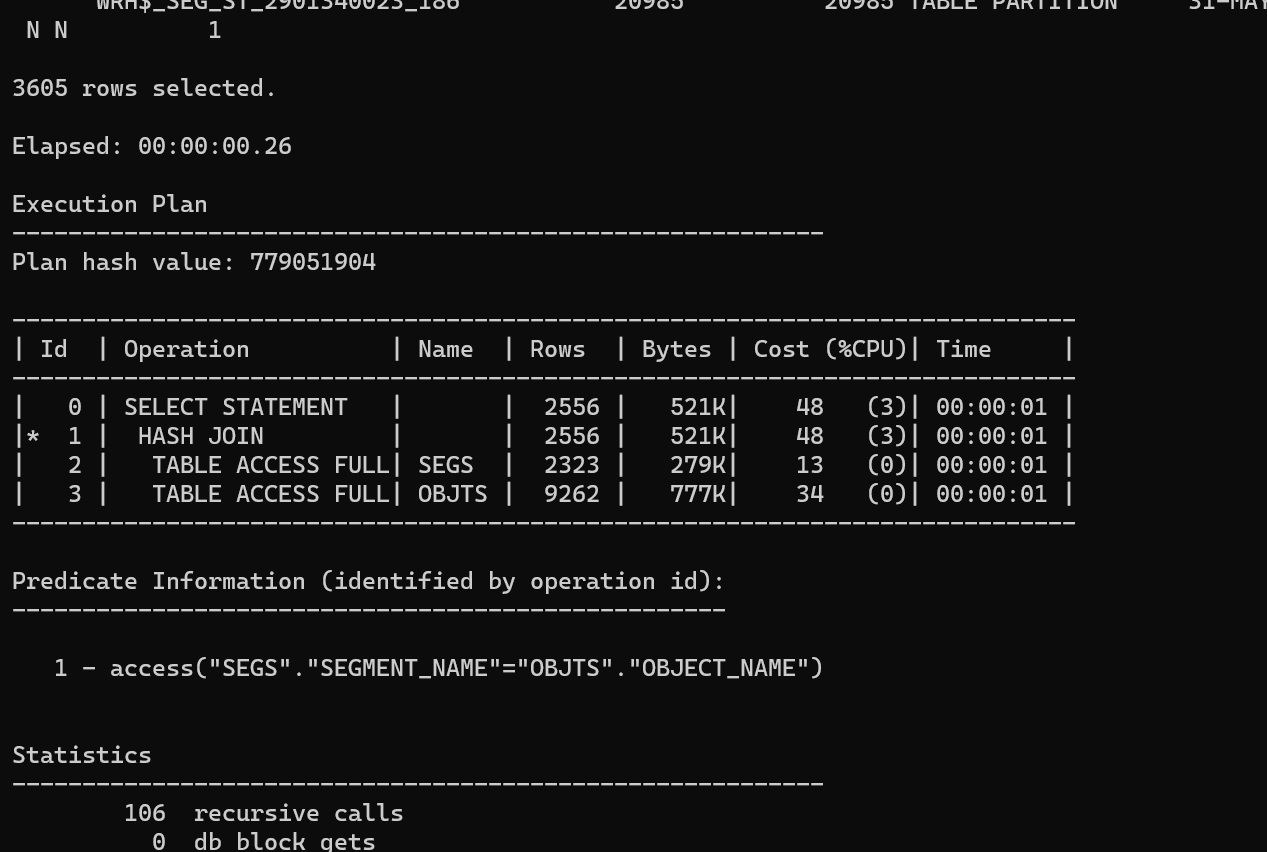 WRH$_SEG_ST_2901340023_186           20985          20985 TABLE PARTITION     31-MAY
 N N          1
3605 rows selected.
Elapsed: 00:00:00.26
Execution Plan
----------------------------------------------------------
Plan hash value: 779051904
----------------------------------------------------------------------------
| Id  | Operation          | Name  | Rows  | Bytes | Cost (%CPU)| Time     |
----------------------------------------------------------------------------
|   0 | SELECT STATEMENT   |       |  2556 |   521K|    48   (3)| 00:00:01 |
|*  1 |  HASH JOIN         |       |  2556 |   521K|    48   (3)| 00:00:01 |
|   2 |   TABLE ACCESS FULL| SEGS  |  2323 |   279K|    13   (0)| 00:00:01 |
|   3 |   TABLE ACCESS FULL| OBJTS |  9262 |   777K|    34   (0)| 00:00:01 |
----------------------------------------------------------------------------
Predicate Information (identified by operation id):
---------------------------------------------------
   1 - access("SEGS"."SEGMENT_NAME"="OBJTS"."OBJECT_NAME")
Statistics
----------------------------------------------------------
        106  recursive calls
          0  db block gets